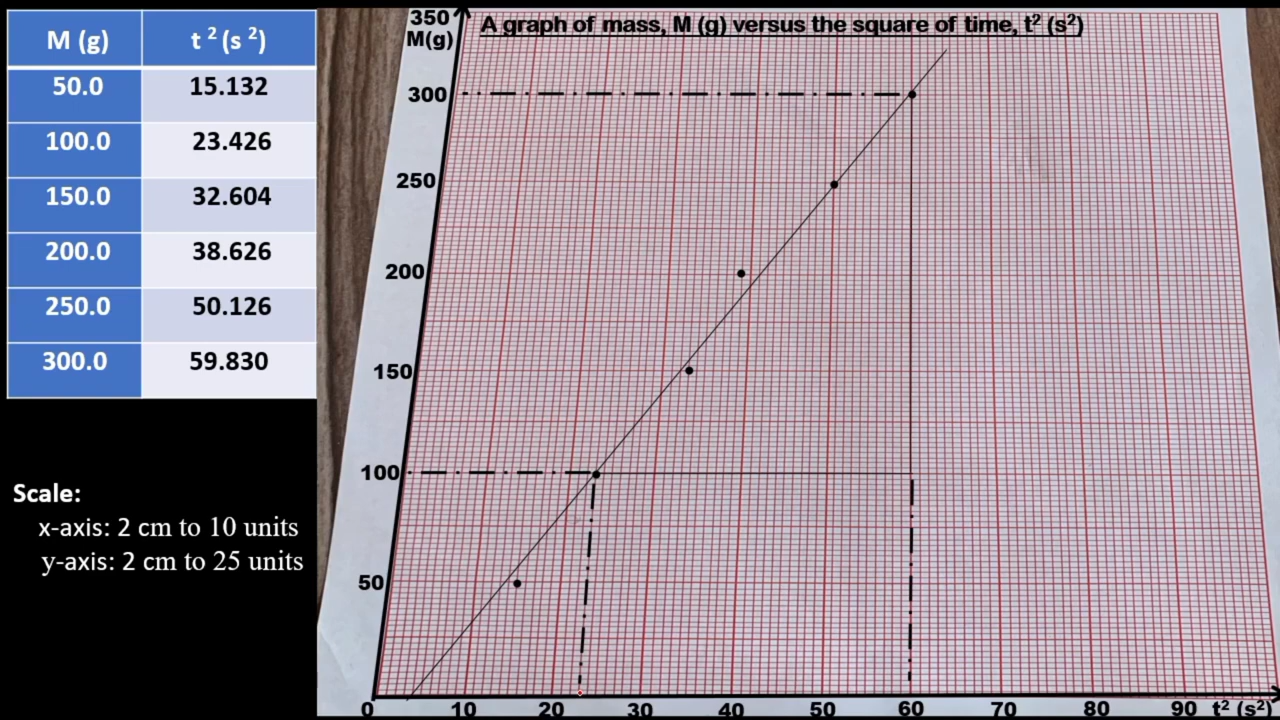 M (g) t ² (s ²)
50.0 15.132
100.0 23.426
150.0 32.604
200.0 38.626
250.0 50.126
300.0 59.830
Scale:
x-axis: 2 cm to 10 units
y-axis: 2 cm to 25 units
A graph of mass, M (g) versus the square of time, t² (s²)
350
M(g)
300
250
200
150
100
50
0 10 20 30 40 50 60 70 80 90 t² (s²)